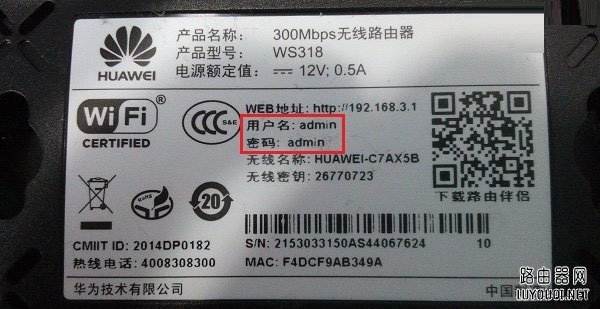 HUAWEI
产品名称： 300Mbps无线路由器
产品型号： WS318
电源额定值： 12V; 0.5A
Wi Fi
CERTIFIED
CCC S&E
WEB地址: http://192.168.3.1
用户名: admin
密码: admin
无线名称: HUAWEI-C7AX5B
无线密钥: 26770723
下载路由伴侣
20
CMIIT ID: 2014DP0182
热线电话: 4008308300
S/N: 2153033150AS44067624 10
MAC: F4DCF9AB349A
华为技术有限公司
中国
路由器网
LUYOUQI.NET